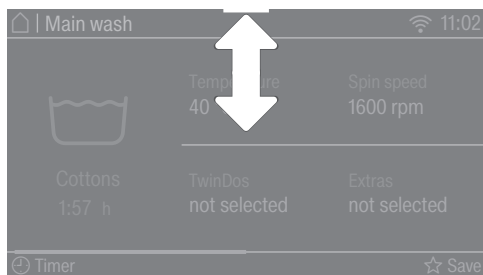 | Main wash 11:02
Temperature Spin speed
40 1600 rpm
Cottons TwinDos Extras
1:57 h not selected not selected
Timer Save